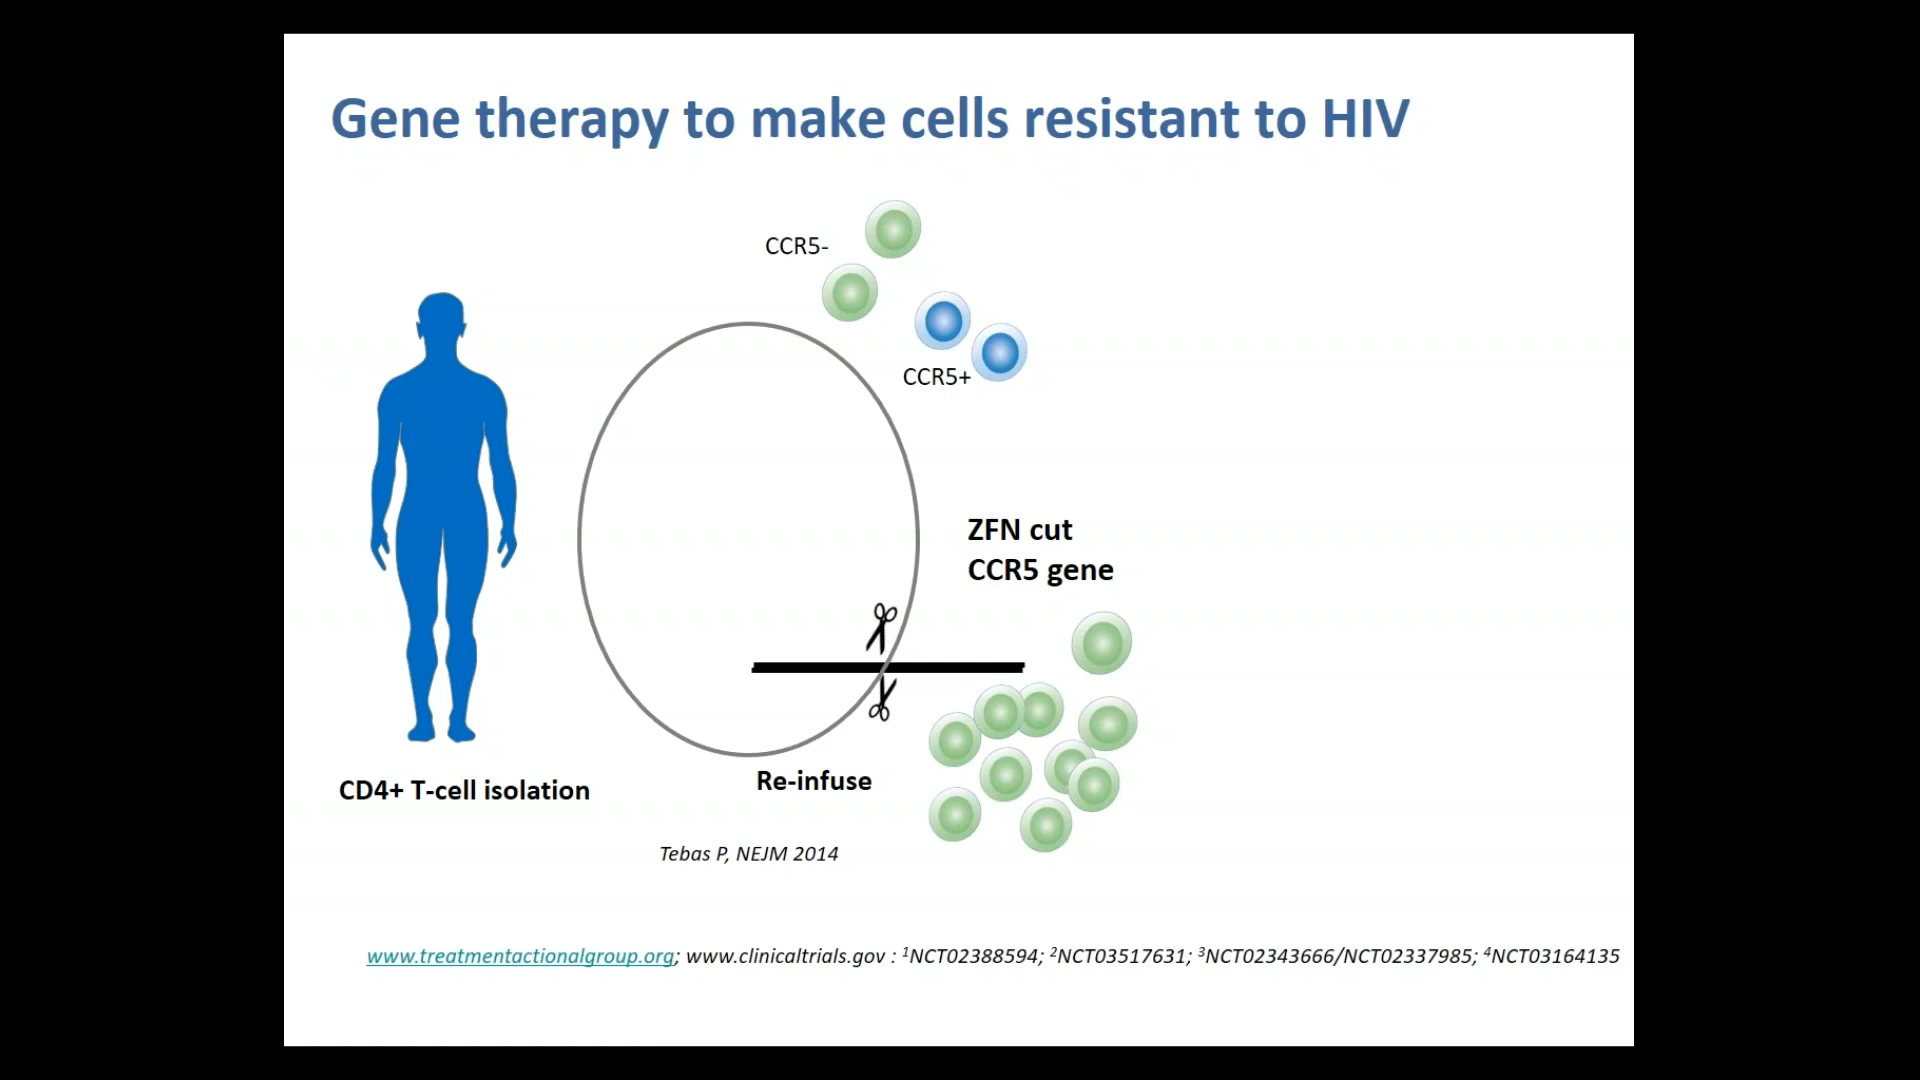 Gene therapy to make cells resistant to HIV
CCR5-
CCR5+
ZFN cut
CCR5 gene
CD4+ T-cell isolation
Re-infuse
Tebas P, NEJM 2014
www.treatmentactionalgroup.org; www.clinicaltrials.gov : ¹NCT02388594; ²NCT03517631; ³NCT02343666/NCT02337985; ⁴NCT03164135